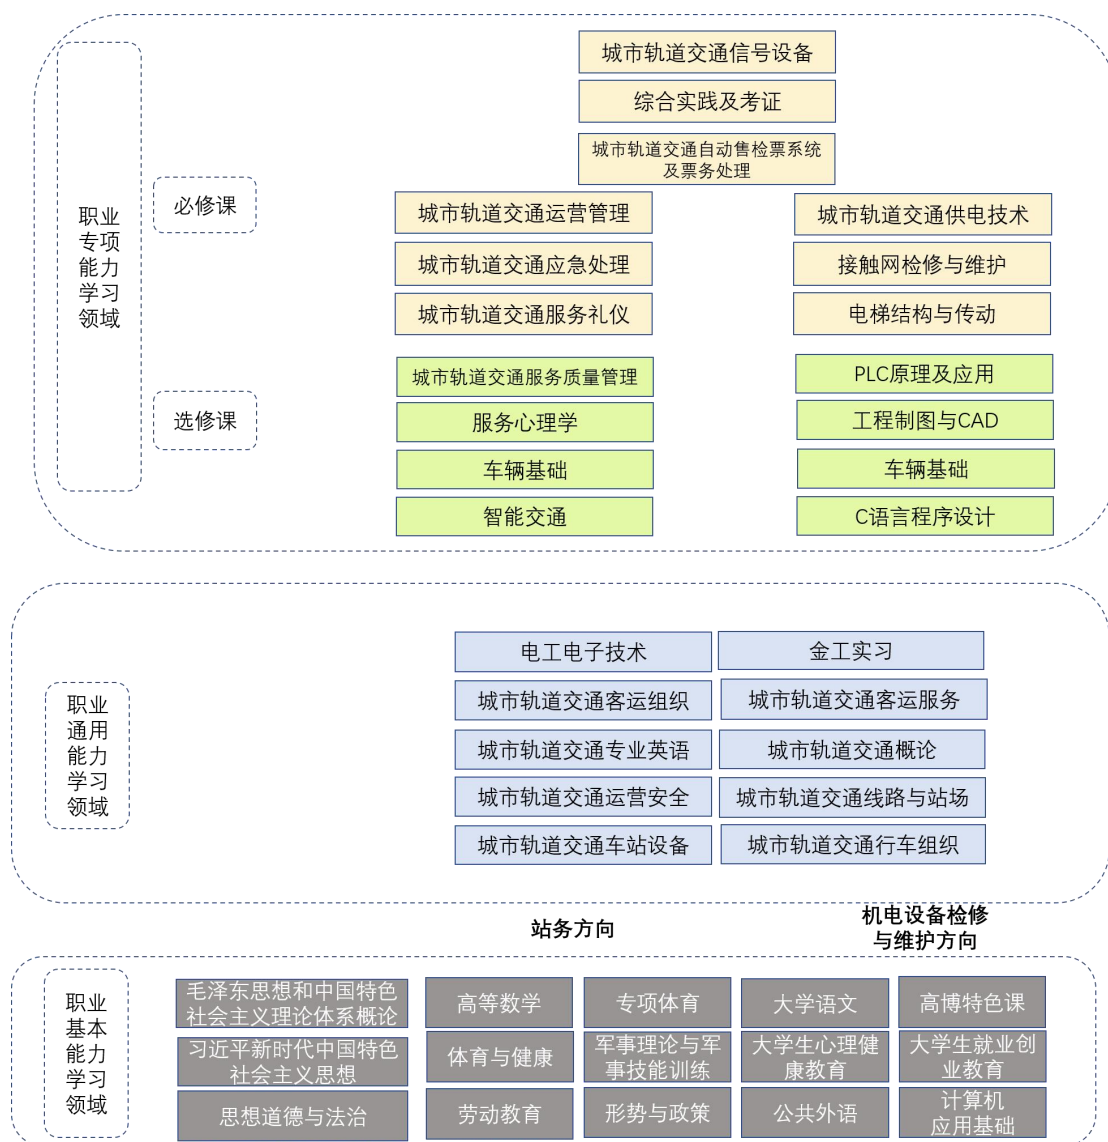 职业
专项
能力
学习
领域
必修课
选修课
城市轨道交通信号设备
综合实践及考证
城市轨道交通自动售检票系统
及票务处理
城市轨道交通运营管理
城市轨道交通供电技术
城市轨道交通应急处理
接触网检修与维护
城市轨道交通服务礼仪
电梯结构与传动
城市轨道交通服务质量管理
PLC原理及应用
服务心理学
工程制图与CAD
车辆基础
车辆基础
智能交通
C语言程序设计
职业
通用
能力
学习
领域
电工电子技术
金工实习
城市轨道交通客运组织
城市轨道交通客运服务
城市轨道交通专业英语
城市轨道交通概论
城市轨道交通运营安全
城市轨道交通线路与站场
城市轨道交通车站设备
城市轨道交通行车组织
站务方向
机电设备检修
与维护方向
职业
基本
能力
学习
领域
毛泽东思想和中国特色
社会主义理论体系概论
高等数学
专项体育
大学语文
高博特色课
习近平新时代中国特色
社会主义思想
体育与健康
军事理论与军
事技能训练
大学生心理健
康教育
大学生就业创
业教育
思想道德与法治
劳动教育
形势与政策
公共外语
计算机
应用基础